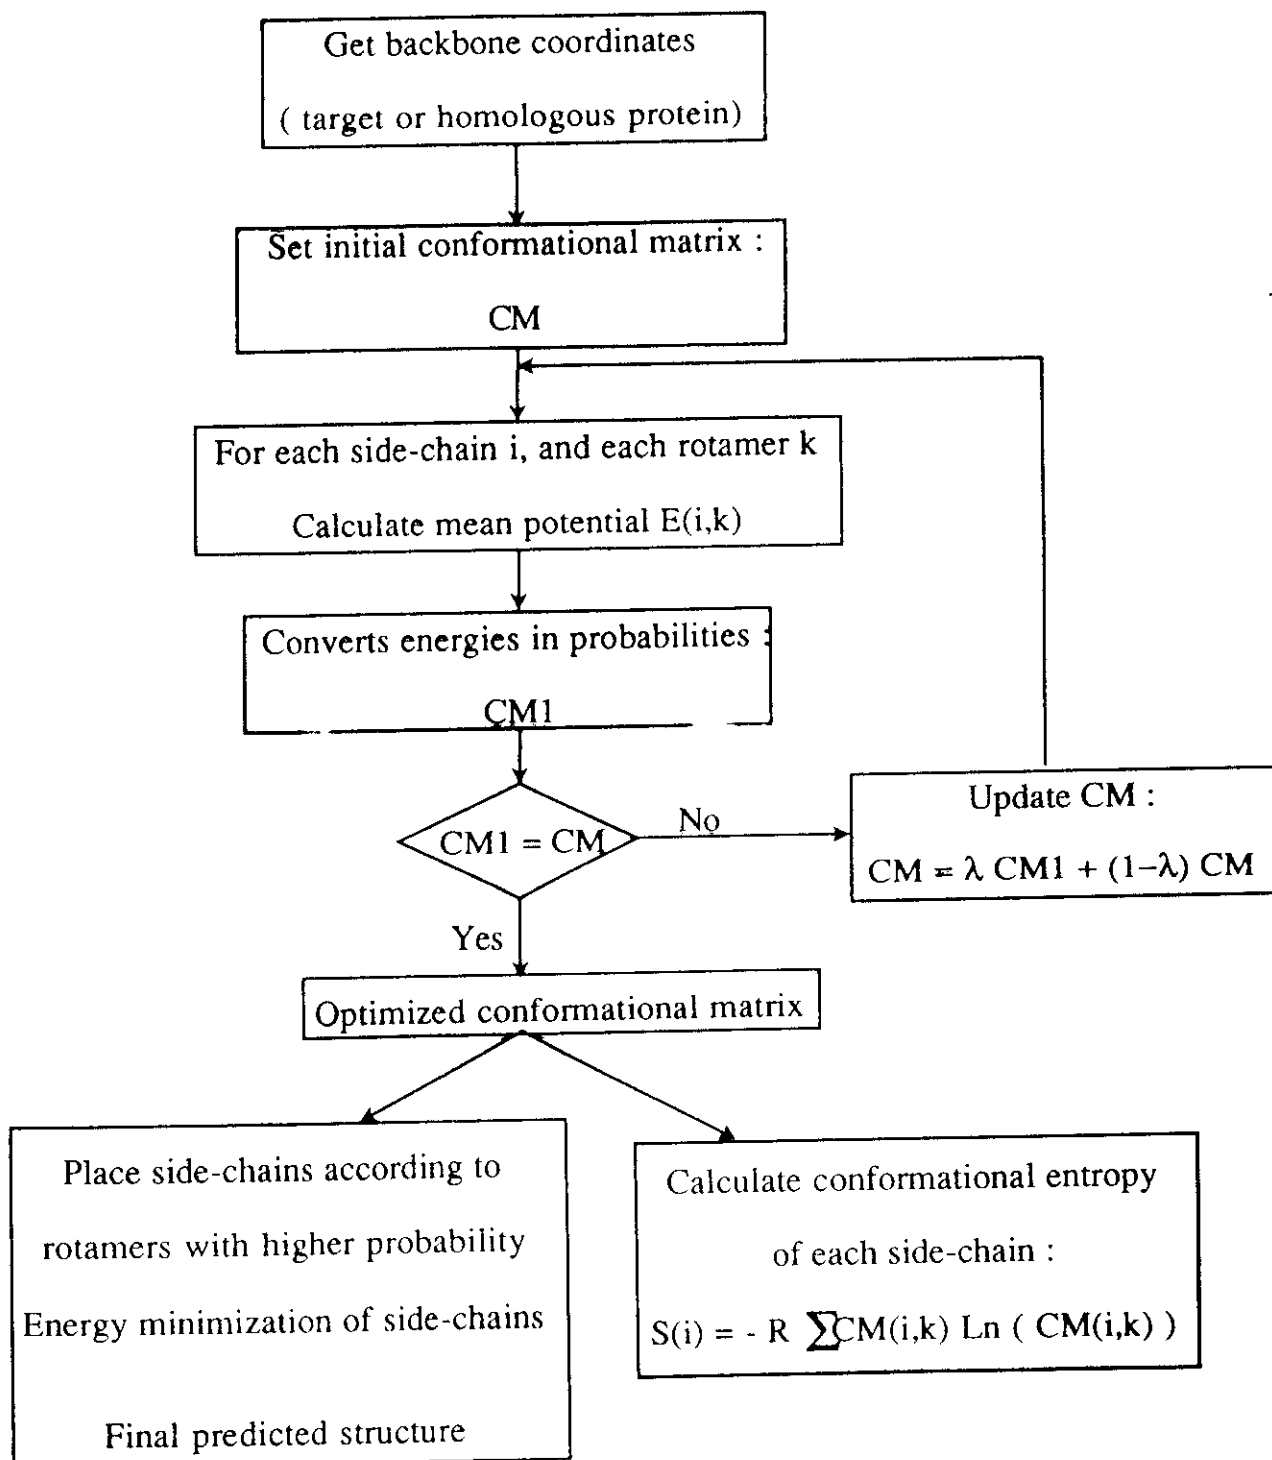 Get backbone coordinates
( target or homologous protein)
Set initial conformational matrix :
CM
For each side-chain i, and each rotamer k
Calculate mean potential E(i,k)
Converts energies in probabilities :
CM1
CM1 = CM
No
Update CM :
CM = λ CM1 + (1–λ) CM
Yes
Optimized conformational matrix
Place side-chains according to
rotamers with higher probability
Energy minimization of side-chains
Final predicted structure
Calculate conformational entropy
of each side-chain :
S(i) = - R ∑CM(i,k) Ln ( CM(i,k) )